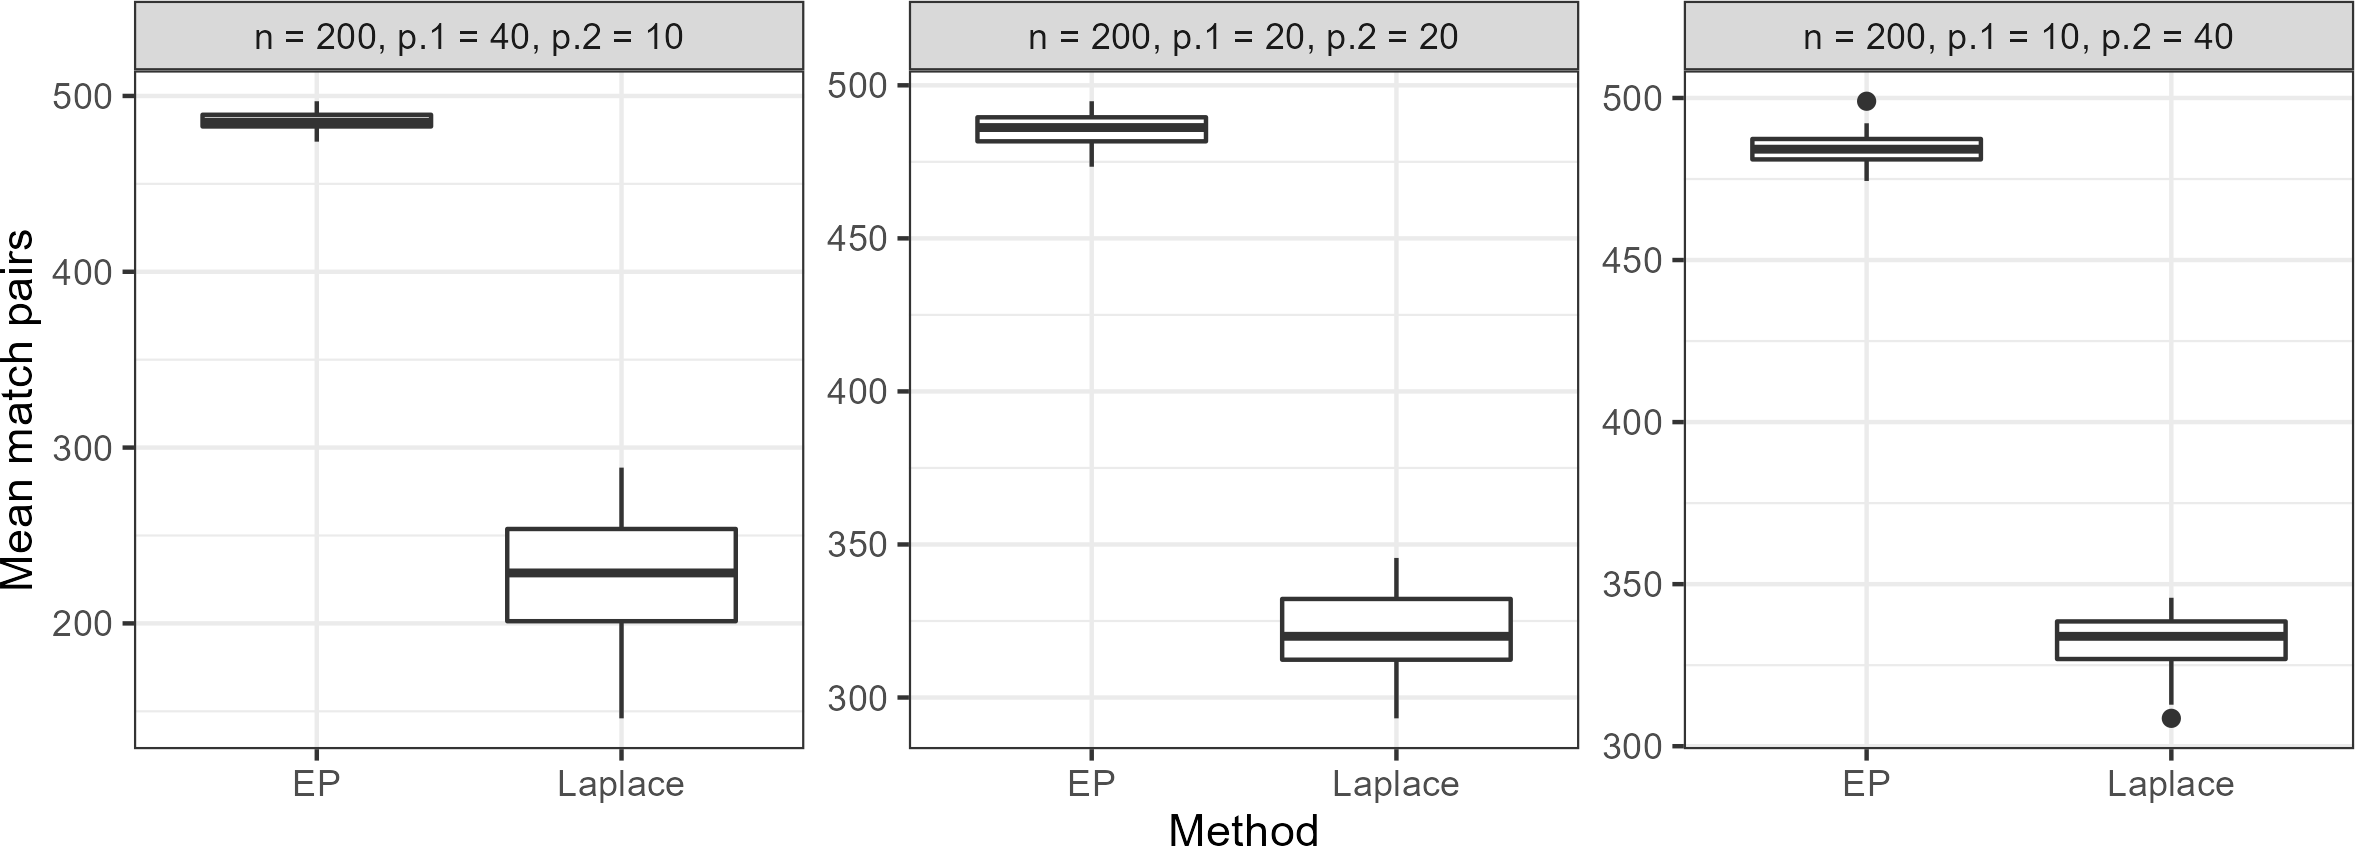 n = 200, p.1 = 40, p.2 = 10
n = 200, p.1 = 20, p.2 = 20
n = 200, p.1 = 10, p.2 = 40
Mean match pairs
500
400
300
200
500
450
400
350
300
500
450
400
350
300
EP
Laplace
EP
Laplace
EP
Laplace
Method